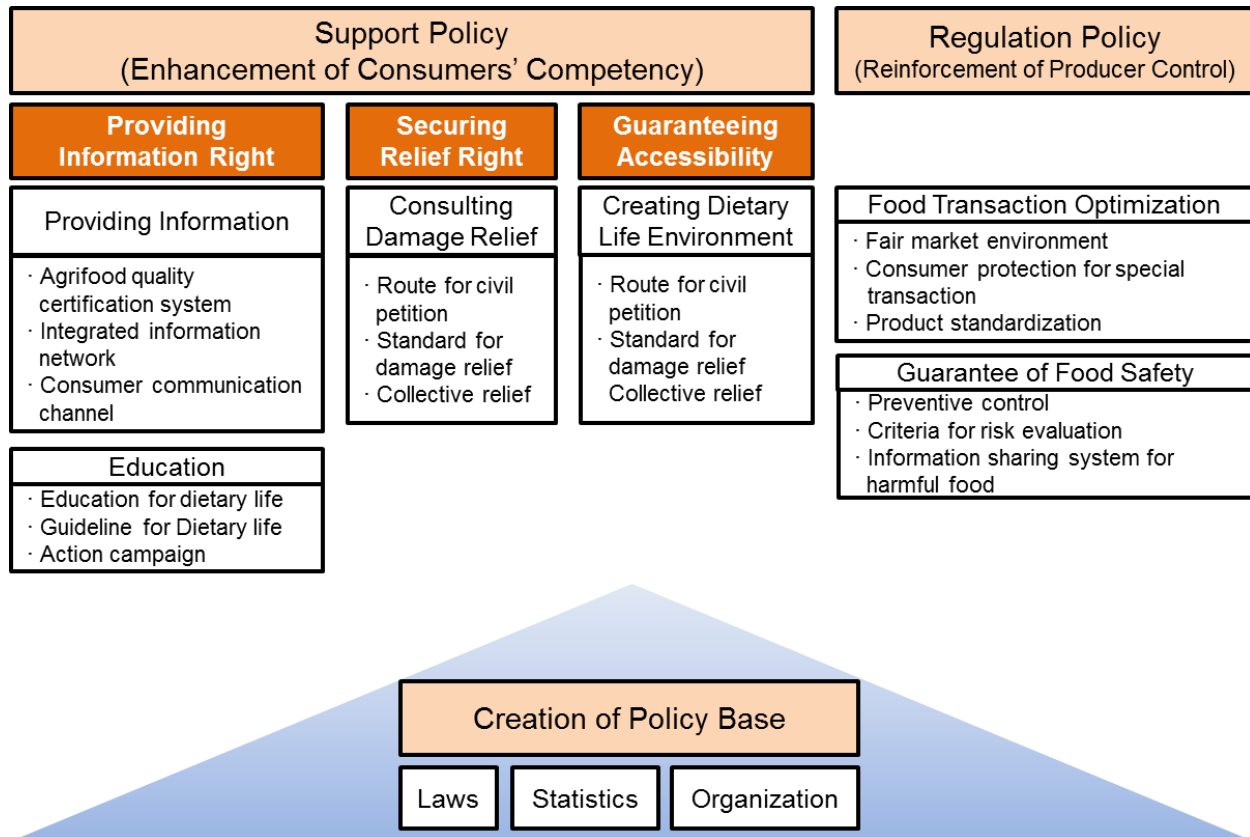 Support Policy
(Enhancement of Consumers' Competency)
Regulation Policy
(Reinforcement of Producer Control)
Providing
Information Right
Securing
Relief Right
Guaranteeing
Accessibility
Providing Information
· Agrifood quality
certification system
· Integrated information
network
· Consumer communication
channel
Education
· Education for dietary life
· Guideline for Dietary life
· Action campaign
Consulting
Damage Relief
· Route for civil
petition
· Standard for
damage relief
· Collective relief
Creating Dietary
Life Environment
· Route for civil
petition
· Standard for
damage relief
Collective relief
Food Transaction Optimization
· Fair market environment
· Consumer protection for special
transaction
· Product standardization
Guarantee of Food Safety
· Preventive control
· Criteria for risk evaluation
· Information sharing system for
harmful food
Creation of Policy Base
Laws
Statistics
Organization